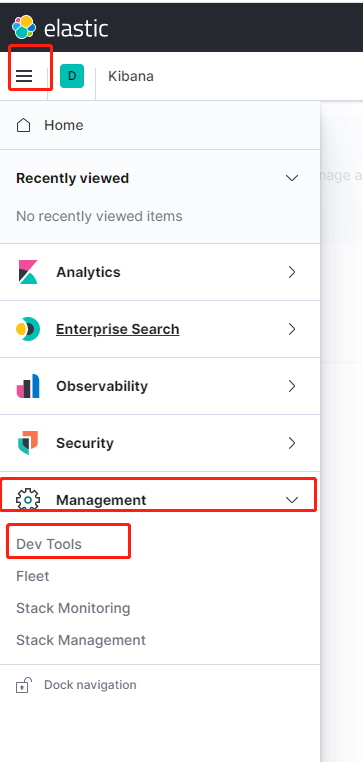 elastic
D Kibana
Home
Recently viewed
No recently viewed items
Analytics
Enterprise Search
Observability
Security
Management
Dev Tools
Fleet
Stack Monitoring
Stack Management
Dock navigation